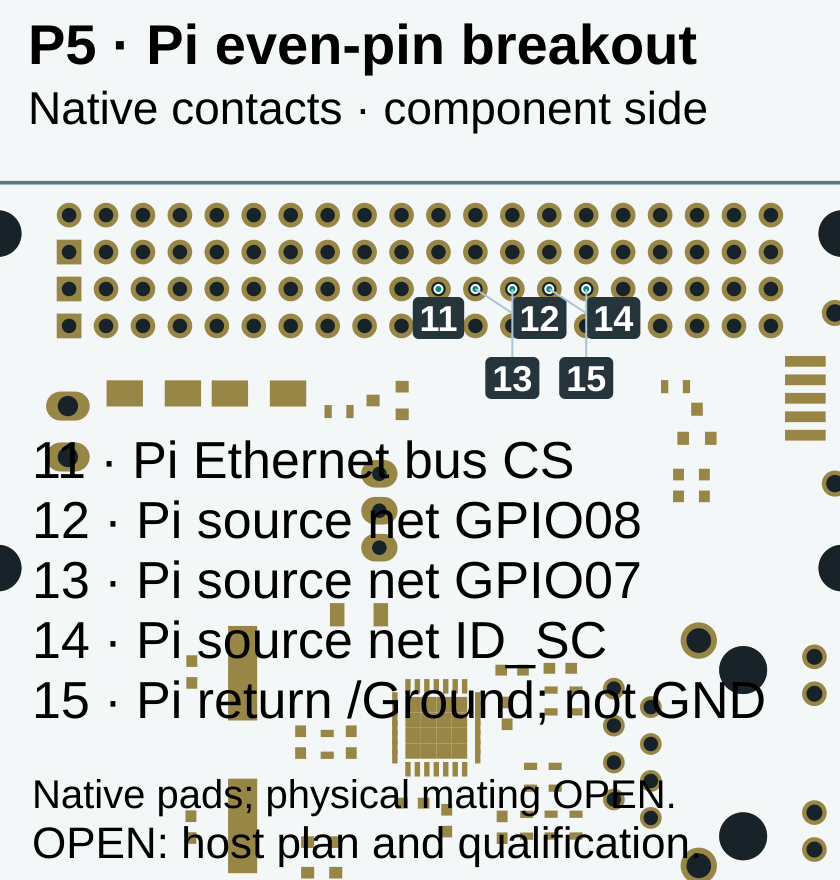 P5 · Pi even-pin breakout
Native contacts · component side
11 12 14
13 15
11 · Pi Ethernet bus CS
12 · Pi source net GPIO08
13 · Pi source net GPIO07
14 · Pi source net ID_SC
15 · Pi return /Ground; not GND
Native pads; physical mating OPEN.
OPEN: host plan and qualification.